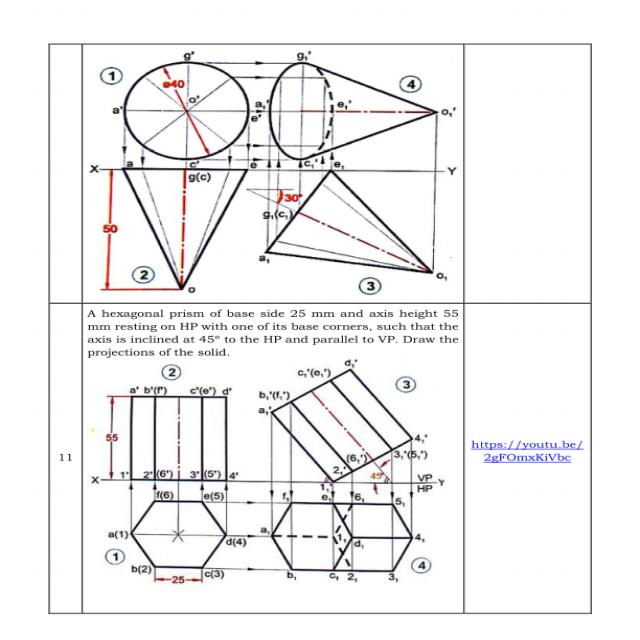 1
g'
ø40
a'
o'
e'
c'
g₁'
4
a₁'
e₁'
o₁'
c₁'
e₁
X
a
g(c)
e
Y
30°
g₁(c₁)
50
a₁
2
o
3
o₁
11
A hexagonal prism of base side 25 mm and axis height 55
mm resting on HP with one of its base corners, such that the
axis is inclined at 45° to the HP and parallel to VP. Draw the
projections of the solid.
2
a' b'(f') c'(e') d'
55
X 1' 2' (6') 3' (5') 4'
f(6) e(5)
a(1) d(4)
1
b(2) c(3)
25
d₁'
c₁'(e₁')
3
b₁'(f₁')
a₁'
4₁'
(6₁') 3₁'(5₁')
2₁'
45°
VP
1₁'
HP
Y
f₁ e₁ 6₁ 5₁
a₁ 1₁ d₁ 4₁
b₁ c₁ 2₁ 3₁
4
https://youtu.be/
2gFOmxKiVbc